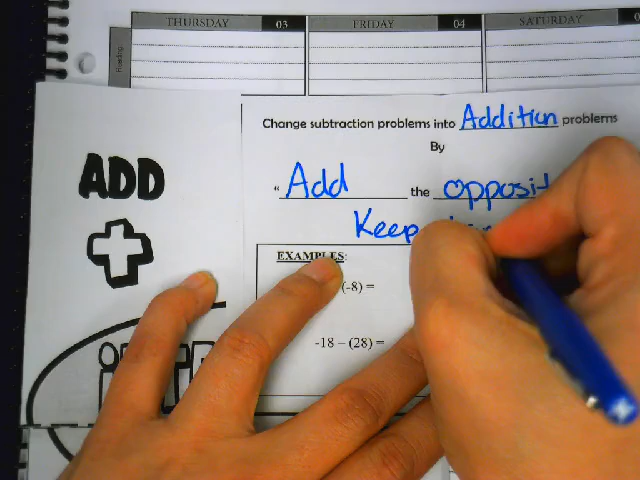 THURSDAY 03 FRIDAY 04 SATURDAY
Change subtraction problems into Addition problems
By
ADD
" Add the opposit
Keep
EXAMPLES:
(-8) =
-18 – (28) =